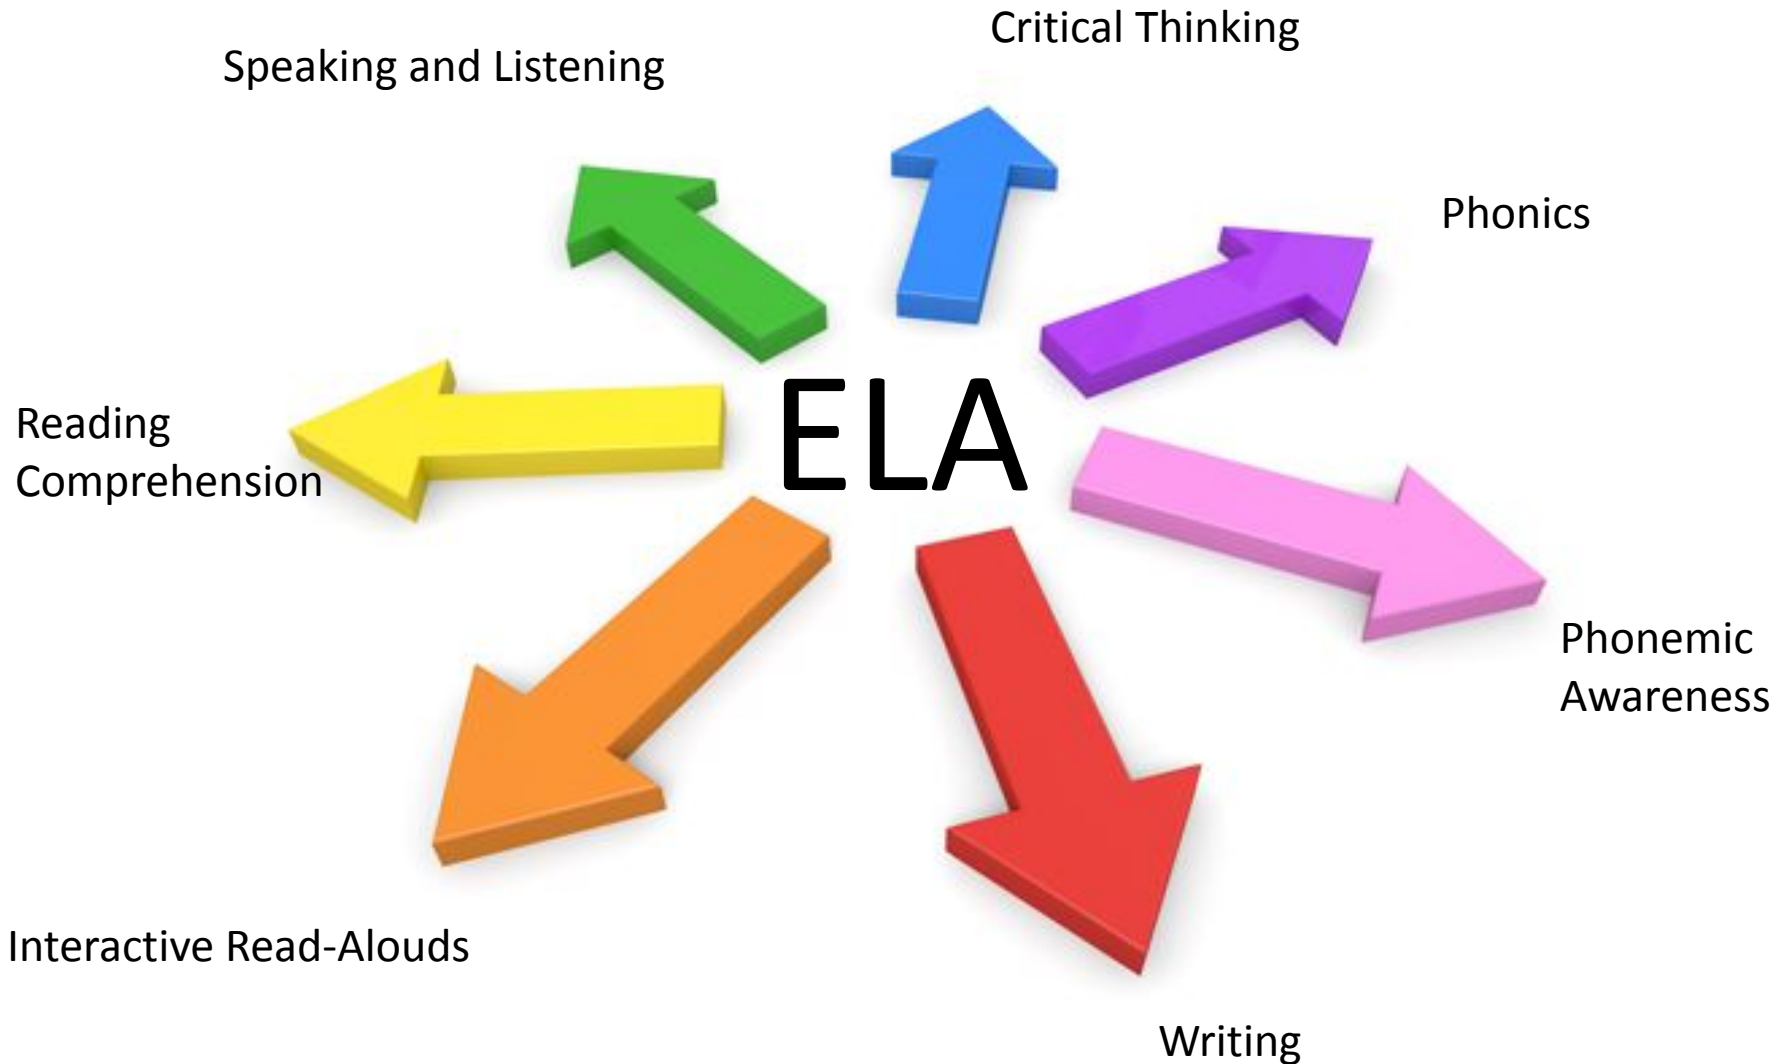 Critical Thinking
Speaking and Listening
Phonics
ELA
Reading
Comprehension
Phonemic
Awareness
Interactive Read-Alouds
Writing